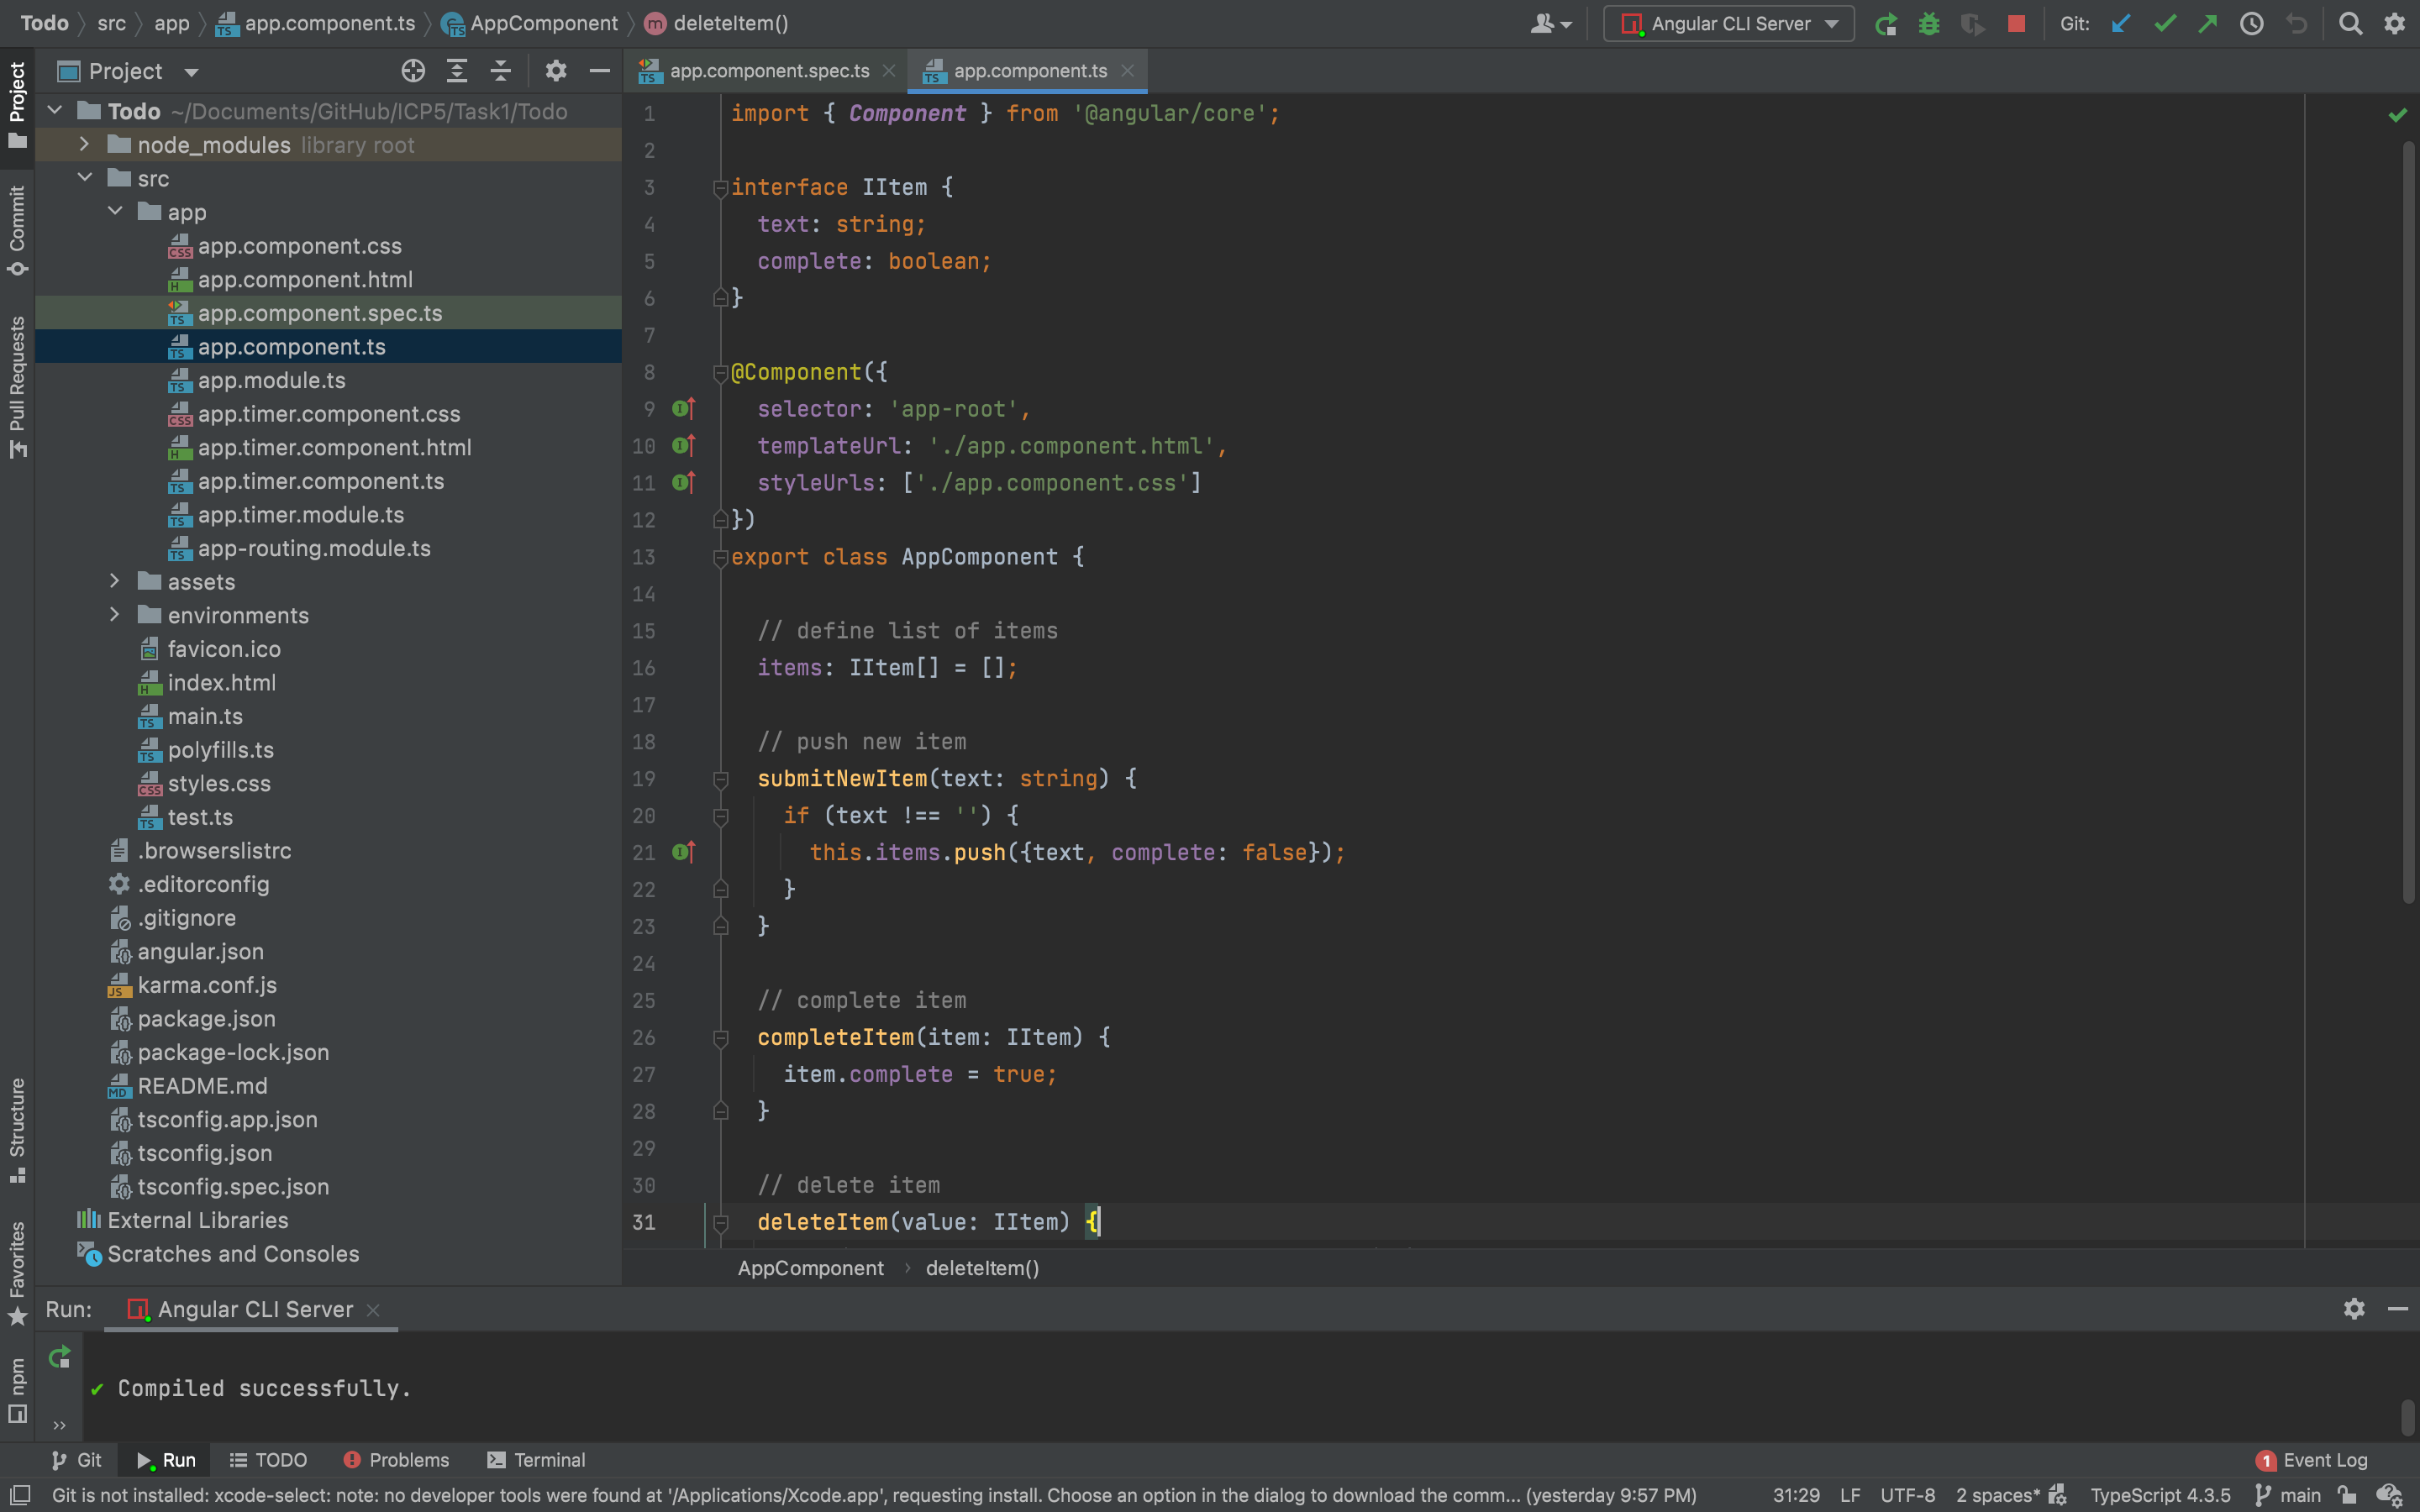 Todo src app app.component.ts AppComponent deleteItem()
Angular CLI Server Git:
Project
app.component.spec.ts app.component.ts
Project
Commit
Pull Requests
Structure
Favorites
npm
Todo ~/Documents/GitHub/ICP5/Task1/Todo
node_modules library root
src
app
app.component.css
app.component.html
app.component.spec.ts
app.component.ts
app.module.ts
app.timer.component.css
app.timer.component.html
app.timer.component.ts
app.timer.module.ts
app-routing.module.ts
assets
environments
favicon.ico
index.html
main.ts
polyfills.ts
styles.css
test.ts
.browserslistrc
.editorconfig
.gitignore
angular.json
karma.conf.js
package.json
package-lock.json
README.md
tsconfig.app.json
tsconfig.json
tsconfig.spec.json
External Libraries
Scratches and Consoles
1 import { Component } from '@angular/core';
2
3 interface IItem {
4 text: string;
5 complete: boolean;
6 }
7
8 @Component({
9 selector: 'app-root',
10 templateUrl: './app.component.html',
11 styleUrls: ['./app.component.css']
12 })
13 export class AppComponent {
14
15 // define list of items
16 items: IItem[] = [];
17
18 // push new item
19 submitNewItem(text: string) {
20 if (text !== '') {
21 this.items.push({text, complete: false});
22 }
23 }
24
25 // complete item
26 completeItem(item: IItem) {
27 item.complete = true;
28 }
29
30 // delete item
31 deleteItem(value: IItem) {
AppComponent › deleteItem()
Run: Angular CLI Server
✔ Compiled successfully.
Git Run TODO Problems Terminal 1 Event Log
Git is not installed: xcode-select: note: no developer tools were found at '/Applications/Xcode.app', requesting install. Choose an option in the dialog to download the comm... (yesterday 9:57 PM) 31:29 LF UTF-8 2 spaces* TypeScript 4.3.5 main